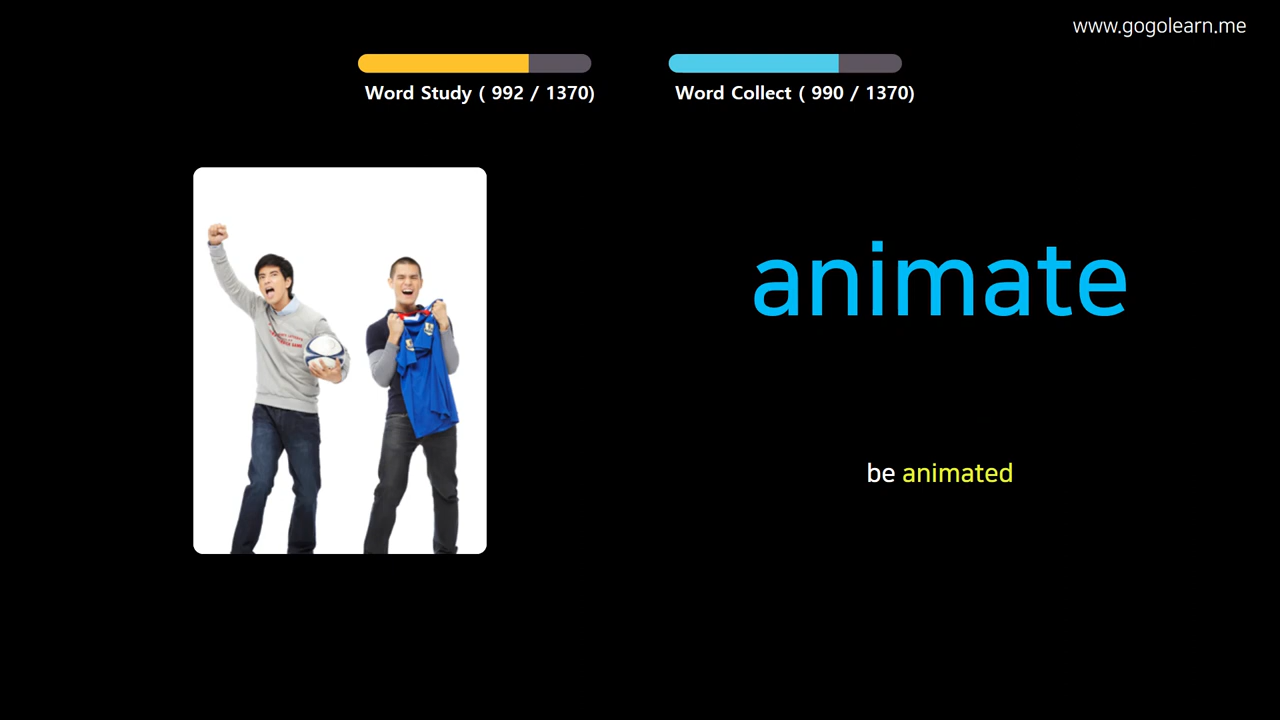 www.gogolearn.me
Word Study ( 992 / 1370)
Word Collect ( 990 / 1370)
animate
be animated